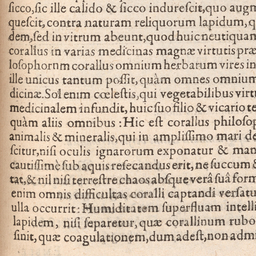 sicco, sic ille calido & sicco indurescit, quo augm
quescit, contra naturam reliquorum lapidum, q
dem, sed in vitrum abeunt, quod huic neutiquam
corallus in varias medicinas magnæ virtutis præ
losophorum corallus omnium herbarum vires in
ille unicus tantum possit, quàm omnes omnium
dicinæ. Sol enim cœlestis, qui vegetabilibus virtu
medicinalem infundit, huic suo filio & vicario te
quàm aliis omnibus: Hic est corallus philosop
animalis & mineralis, qui in amplissimo mari de
scitur, nisi oculis ignarorum exponatur & man
cautissimè sub aquis resecandus erit, ne succum &
tat, & nil nisi terrestre chaos absque verâ suâ form
enim omnis difficultas coralli captandi versatu
ulla occurrit: Humiditatem superfluam intelli
lapidem, nisi separetur, quæ corallinum rubo
sinit, quæ coagulationem, dum adest, non admi